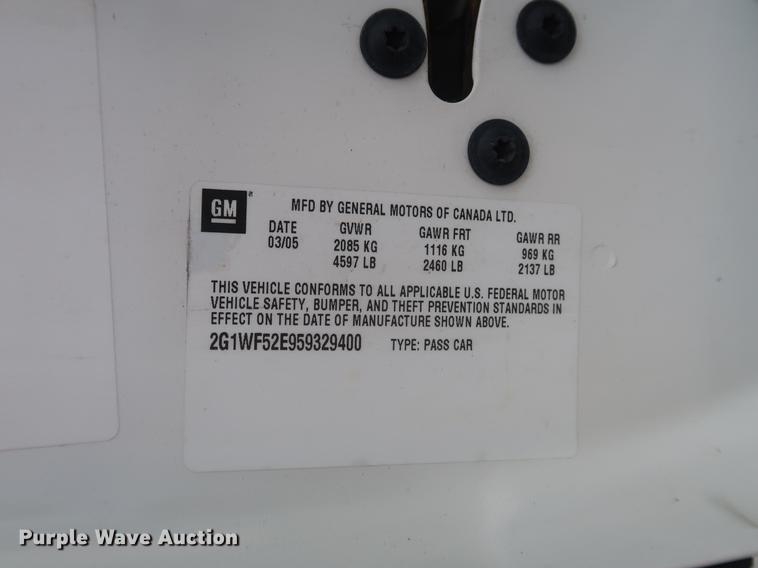 GM
MFD BY GENERAL MOTORS OF CANADA LTD.
DATE GVWR GAWR FRT GAWR RR
03/05 2085 KG 1116 KG 969 KG
4597 LB 2460 LB 2137 LB
THIS VEHICLE CONFORMS TO ALL APPLICABLE U.S. FEDERAL MOTOR
VEHICLE SAFETY, BUMPER, AND THEFT PREVENTION STANDARDS IN
EFFECT ON THE DATE OF MANUFACTURE SHOWN ABOVE.
2G1WF52E959329400 TYPE: PASS CAR
Purple Wave Auction